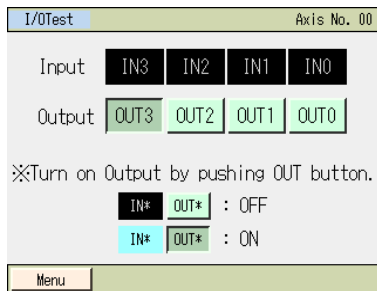 I/OTest Axis No. 00
Input IN3 IN2 IN1 IN0
Output OUT3 OUT2 OUT1 OUT0
※Turn on Output by pushing OUT button.
IN* OUT* : OFF
IN* OUT* : ON
Menu